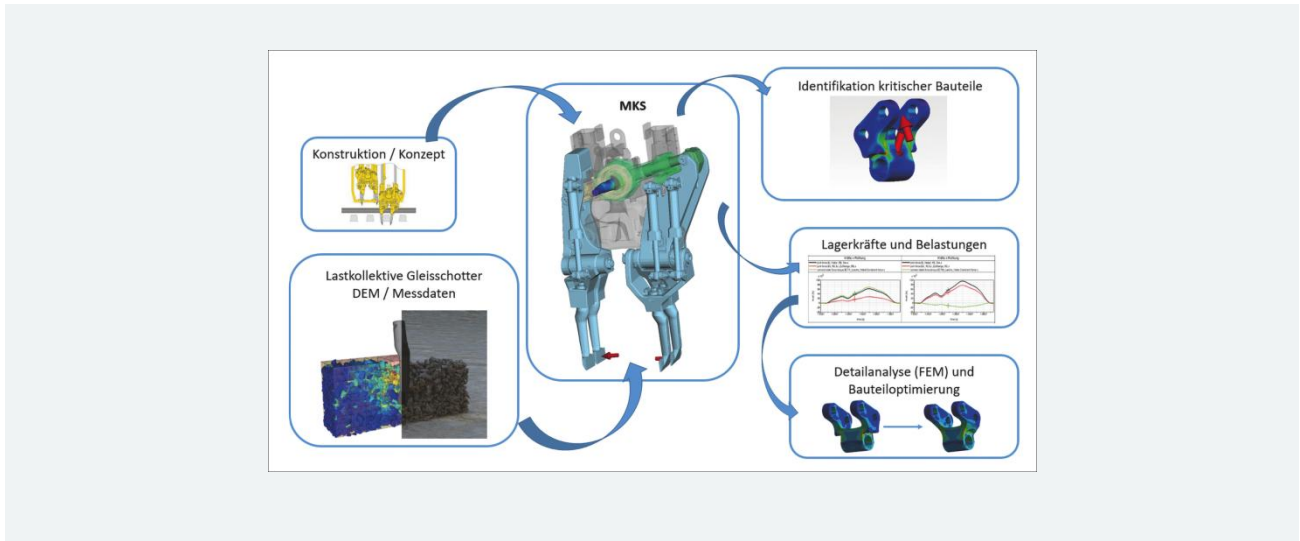 Konstruktion / Konzept
Lastkollektive Gleisschotter
DEM / Messdaten
MKS
Identifikation kritischer Bauteile
Lagerkräfte und Belastungen
Detailanalyse (FEM) und
Bauteiloptimierung